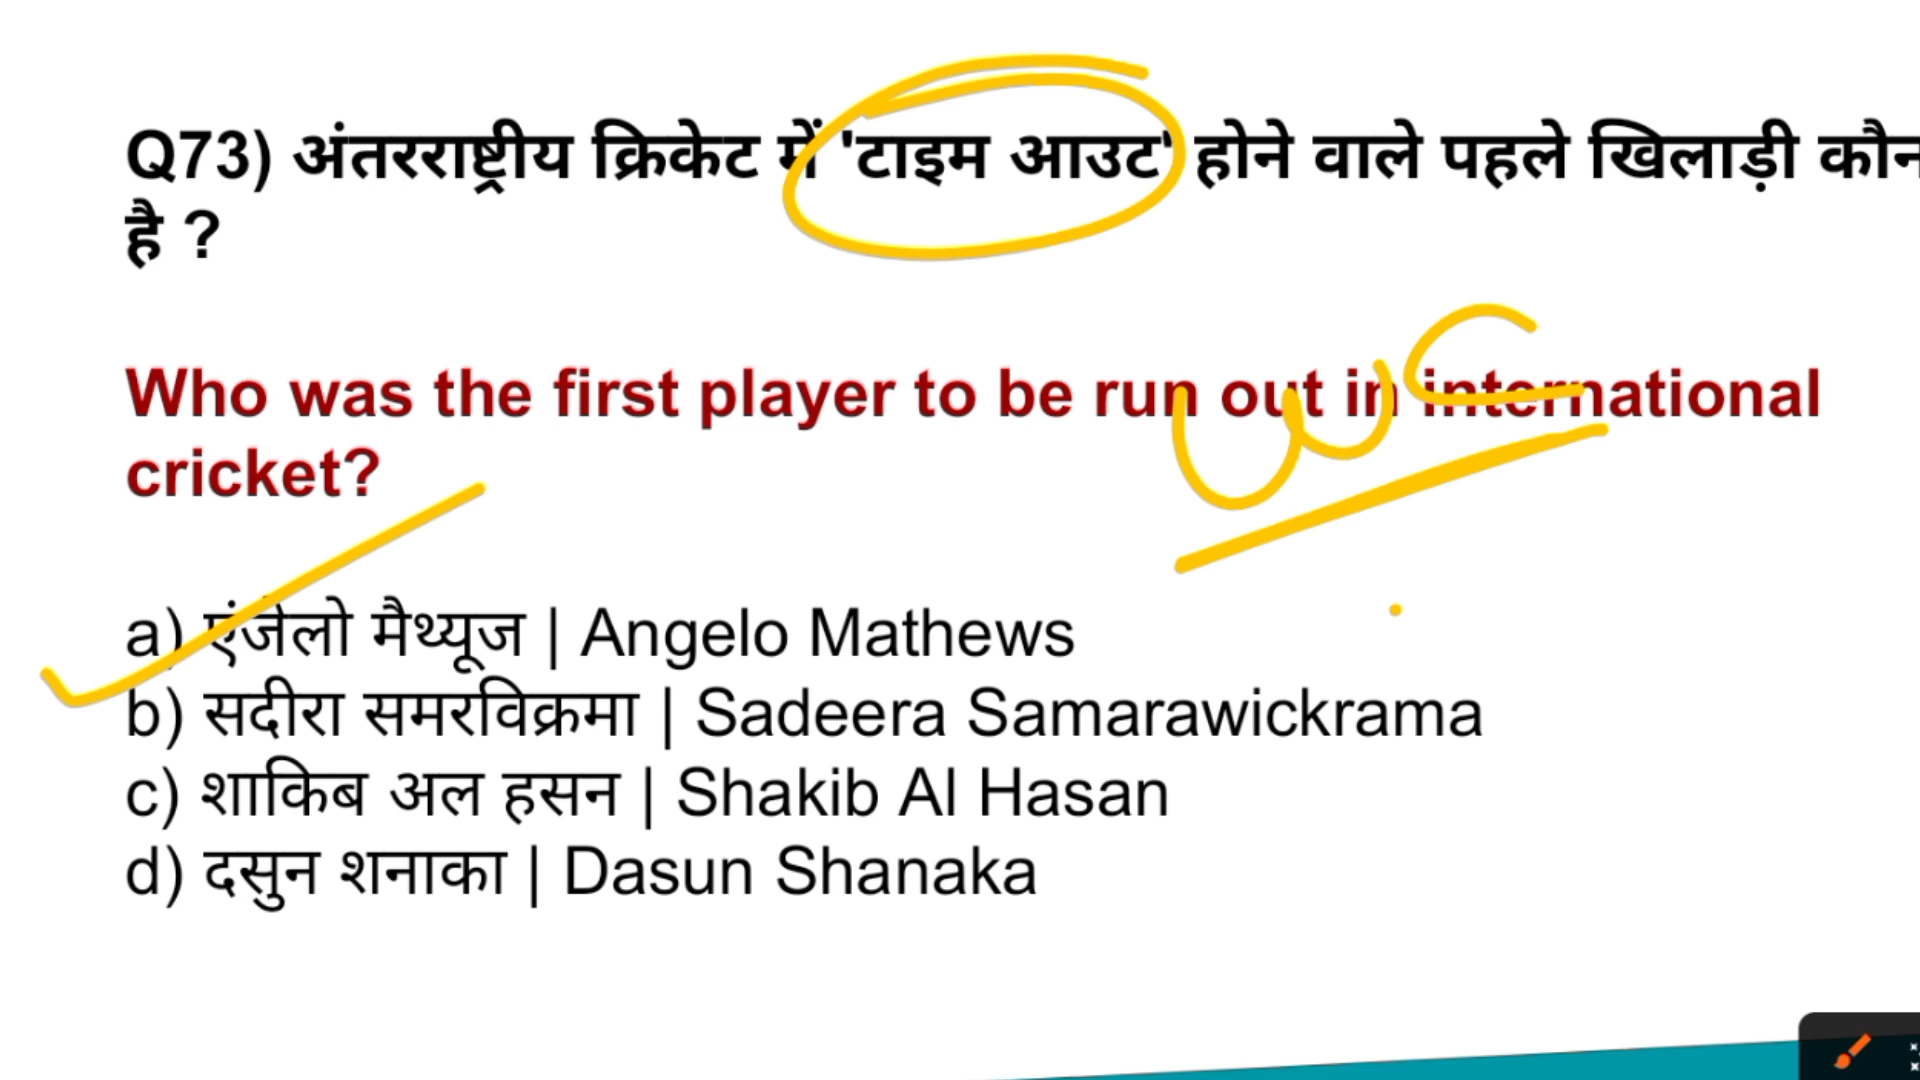 Q73) अंतरराष्ट्रीय क्रिकेट में 'टाइम आउट' होने वाले पहले खिलाड़ी कौन
है ?
WC
Who was the first player to be run out in international
cricket?
a) एंजेलो मैथ्यूज | Angelo Mathews
b) सदीरा समरविक्रमा | Sadeera Samarawickrama
c) शाकिब अल हसन | Shakib Al Hasan
d) दसुन शनाका | Dasun Shanaka